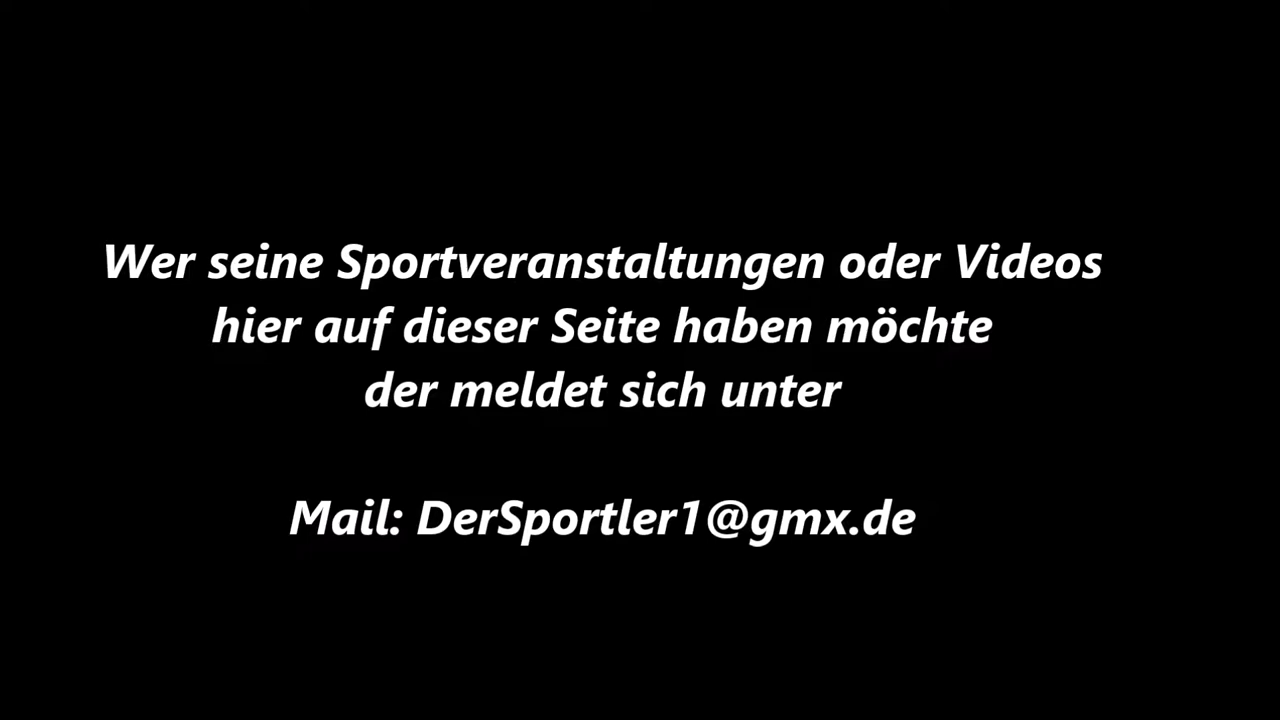 Wer seine Sportveranstaltungen oder Videos
hier auf dieser Seite haben möchte
der meldet sich unter
Mail: DerSportler1@gmx.de